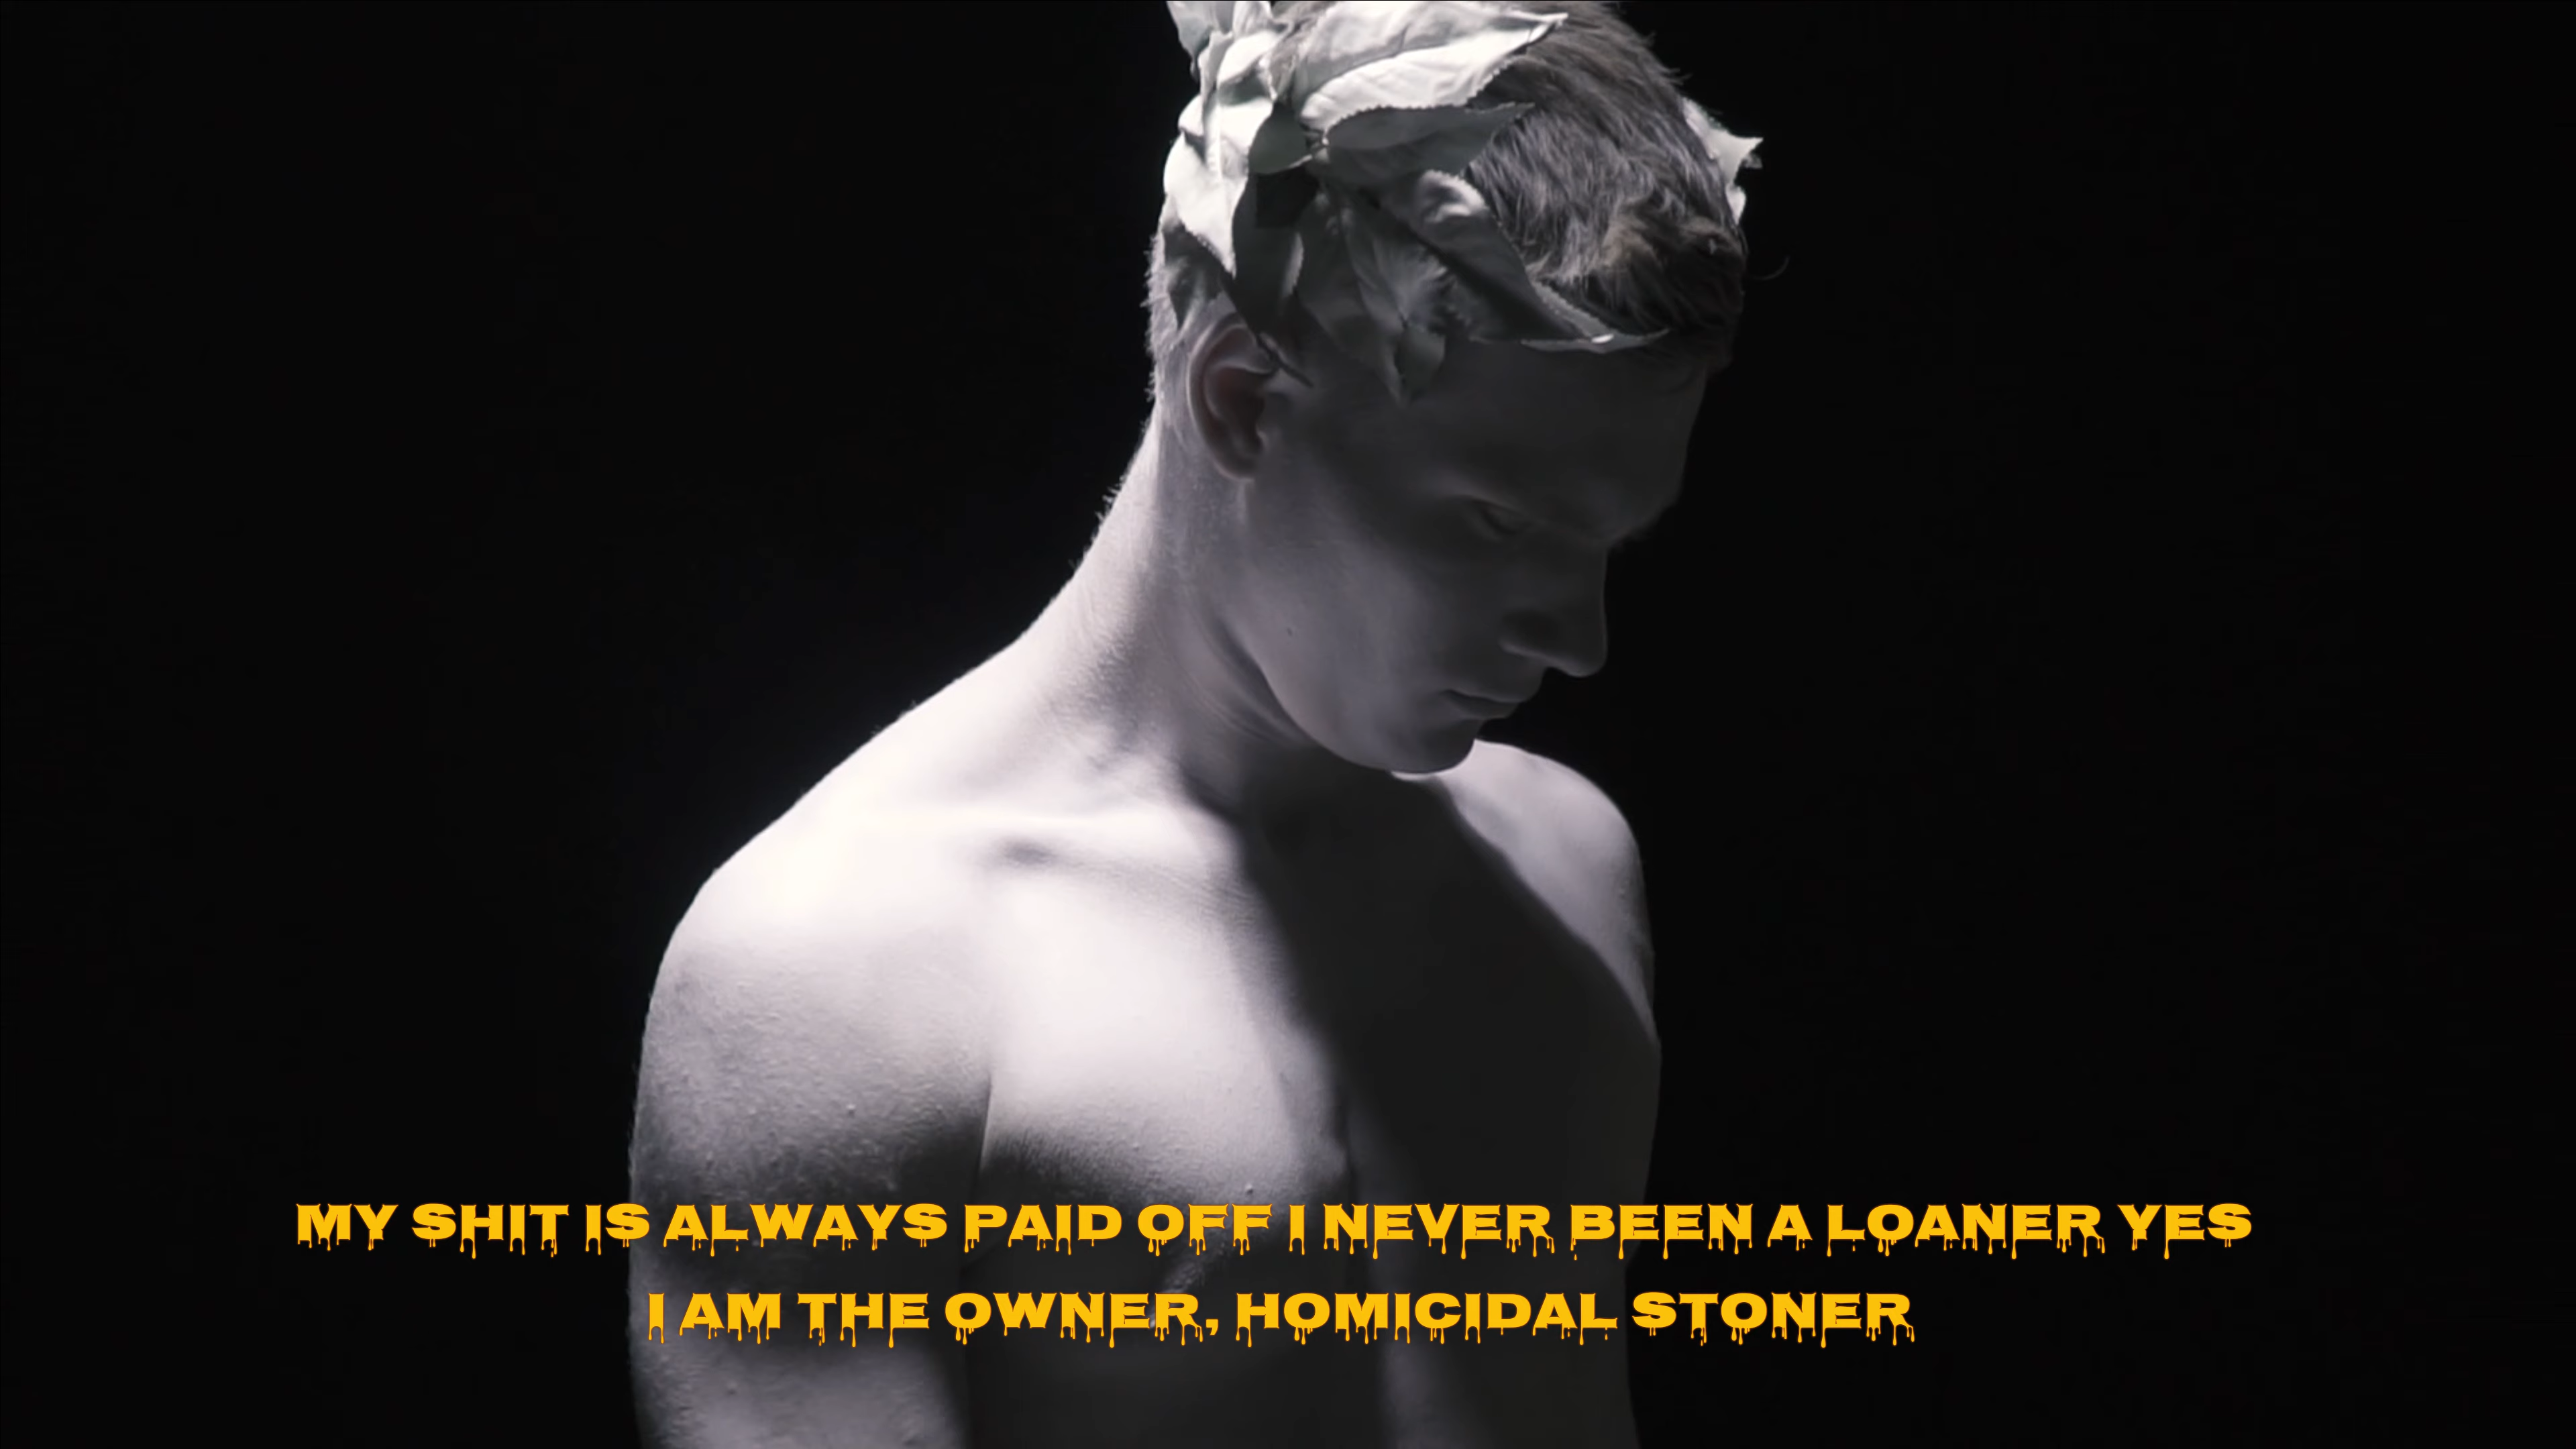 MY SHIT IS ALWAYS PAID OFF I NEVER BEEN A LOANER YES
I AM THE OWNER, HOMICIDAL STONER